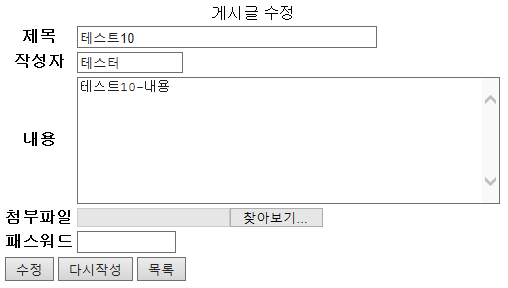 게시글 수정
제목 테스트10
작성자 테스터
내용 테스트10-내용
첨부파일 찾아보기...
패스워드
수정 다시작성 목록